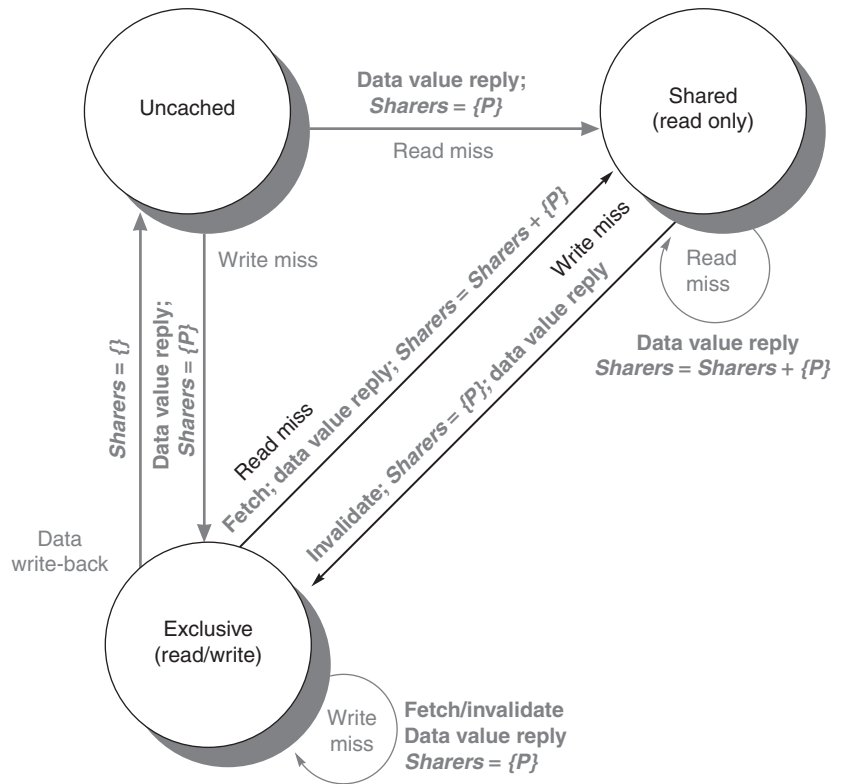 Uncached
Data value reply;
Sharers = {P}
Read miss
Shared
(read only)
Write miss
Sharers = {}
Data value reply;
Sharers = {P}
Read miss
Fetch; data value reply; Sharers = Sharers + {P}
Write miss
Invalidate; Sharers = {P}; data value reply
Read
miss
Data value reply
Sharers = Sharers + {P}
Data
write-back
Exclusive
(read/write)
Write
miss
Fetch/invalidate
Data value reply
Sharers = {P}